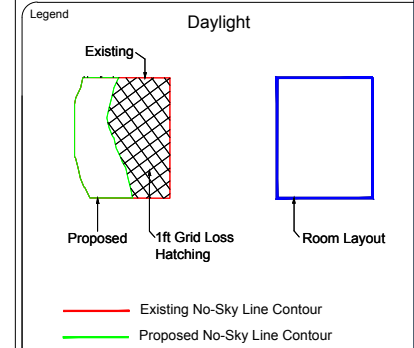 Legend
Daylight
Existing
Proposed
1ft Grid Loss
Hatching
Room Layout
Existing No-Sky Line Contour
Proposed No-Sky Line Contour